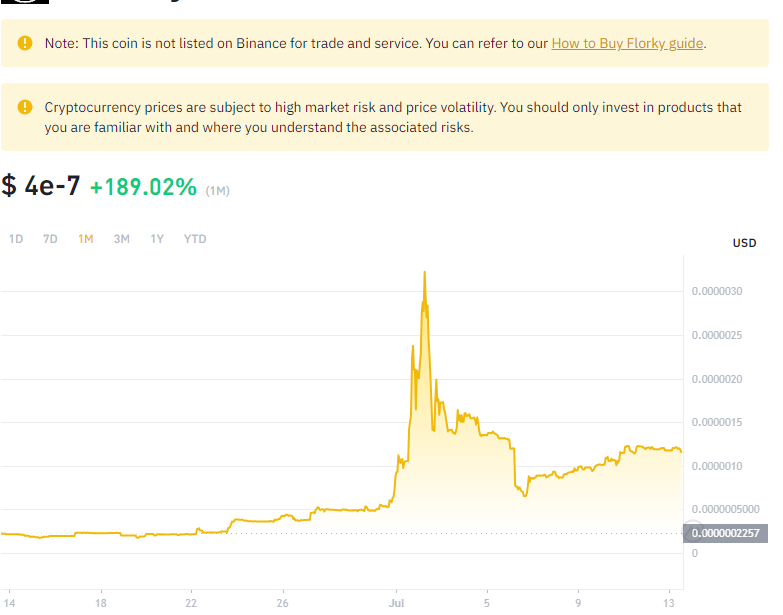 Note: This coin is not listed on Binance for trade and service. You can refer to our How to Buy Florky guide.
Cryptocurrency prices are subject to high market risk and price volatility. You should only invest in products that
you are familiar with and where you understand the associated risks.
$ 4e-7 +189.02% (1M)
1D 7D 1M 3M 1Y YTD
USD
0.0000030
0.0000025
0.0000020
0.0000015
0.0000010
0.0000005000
0.0000002257
0
14 18 22 26 Jul 5 9 13